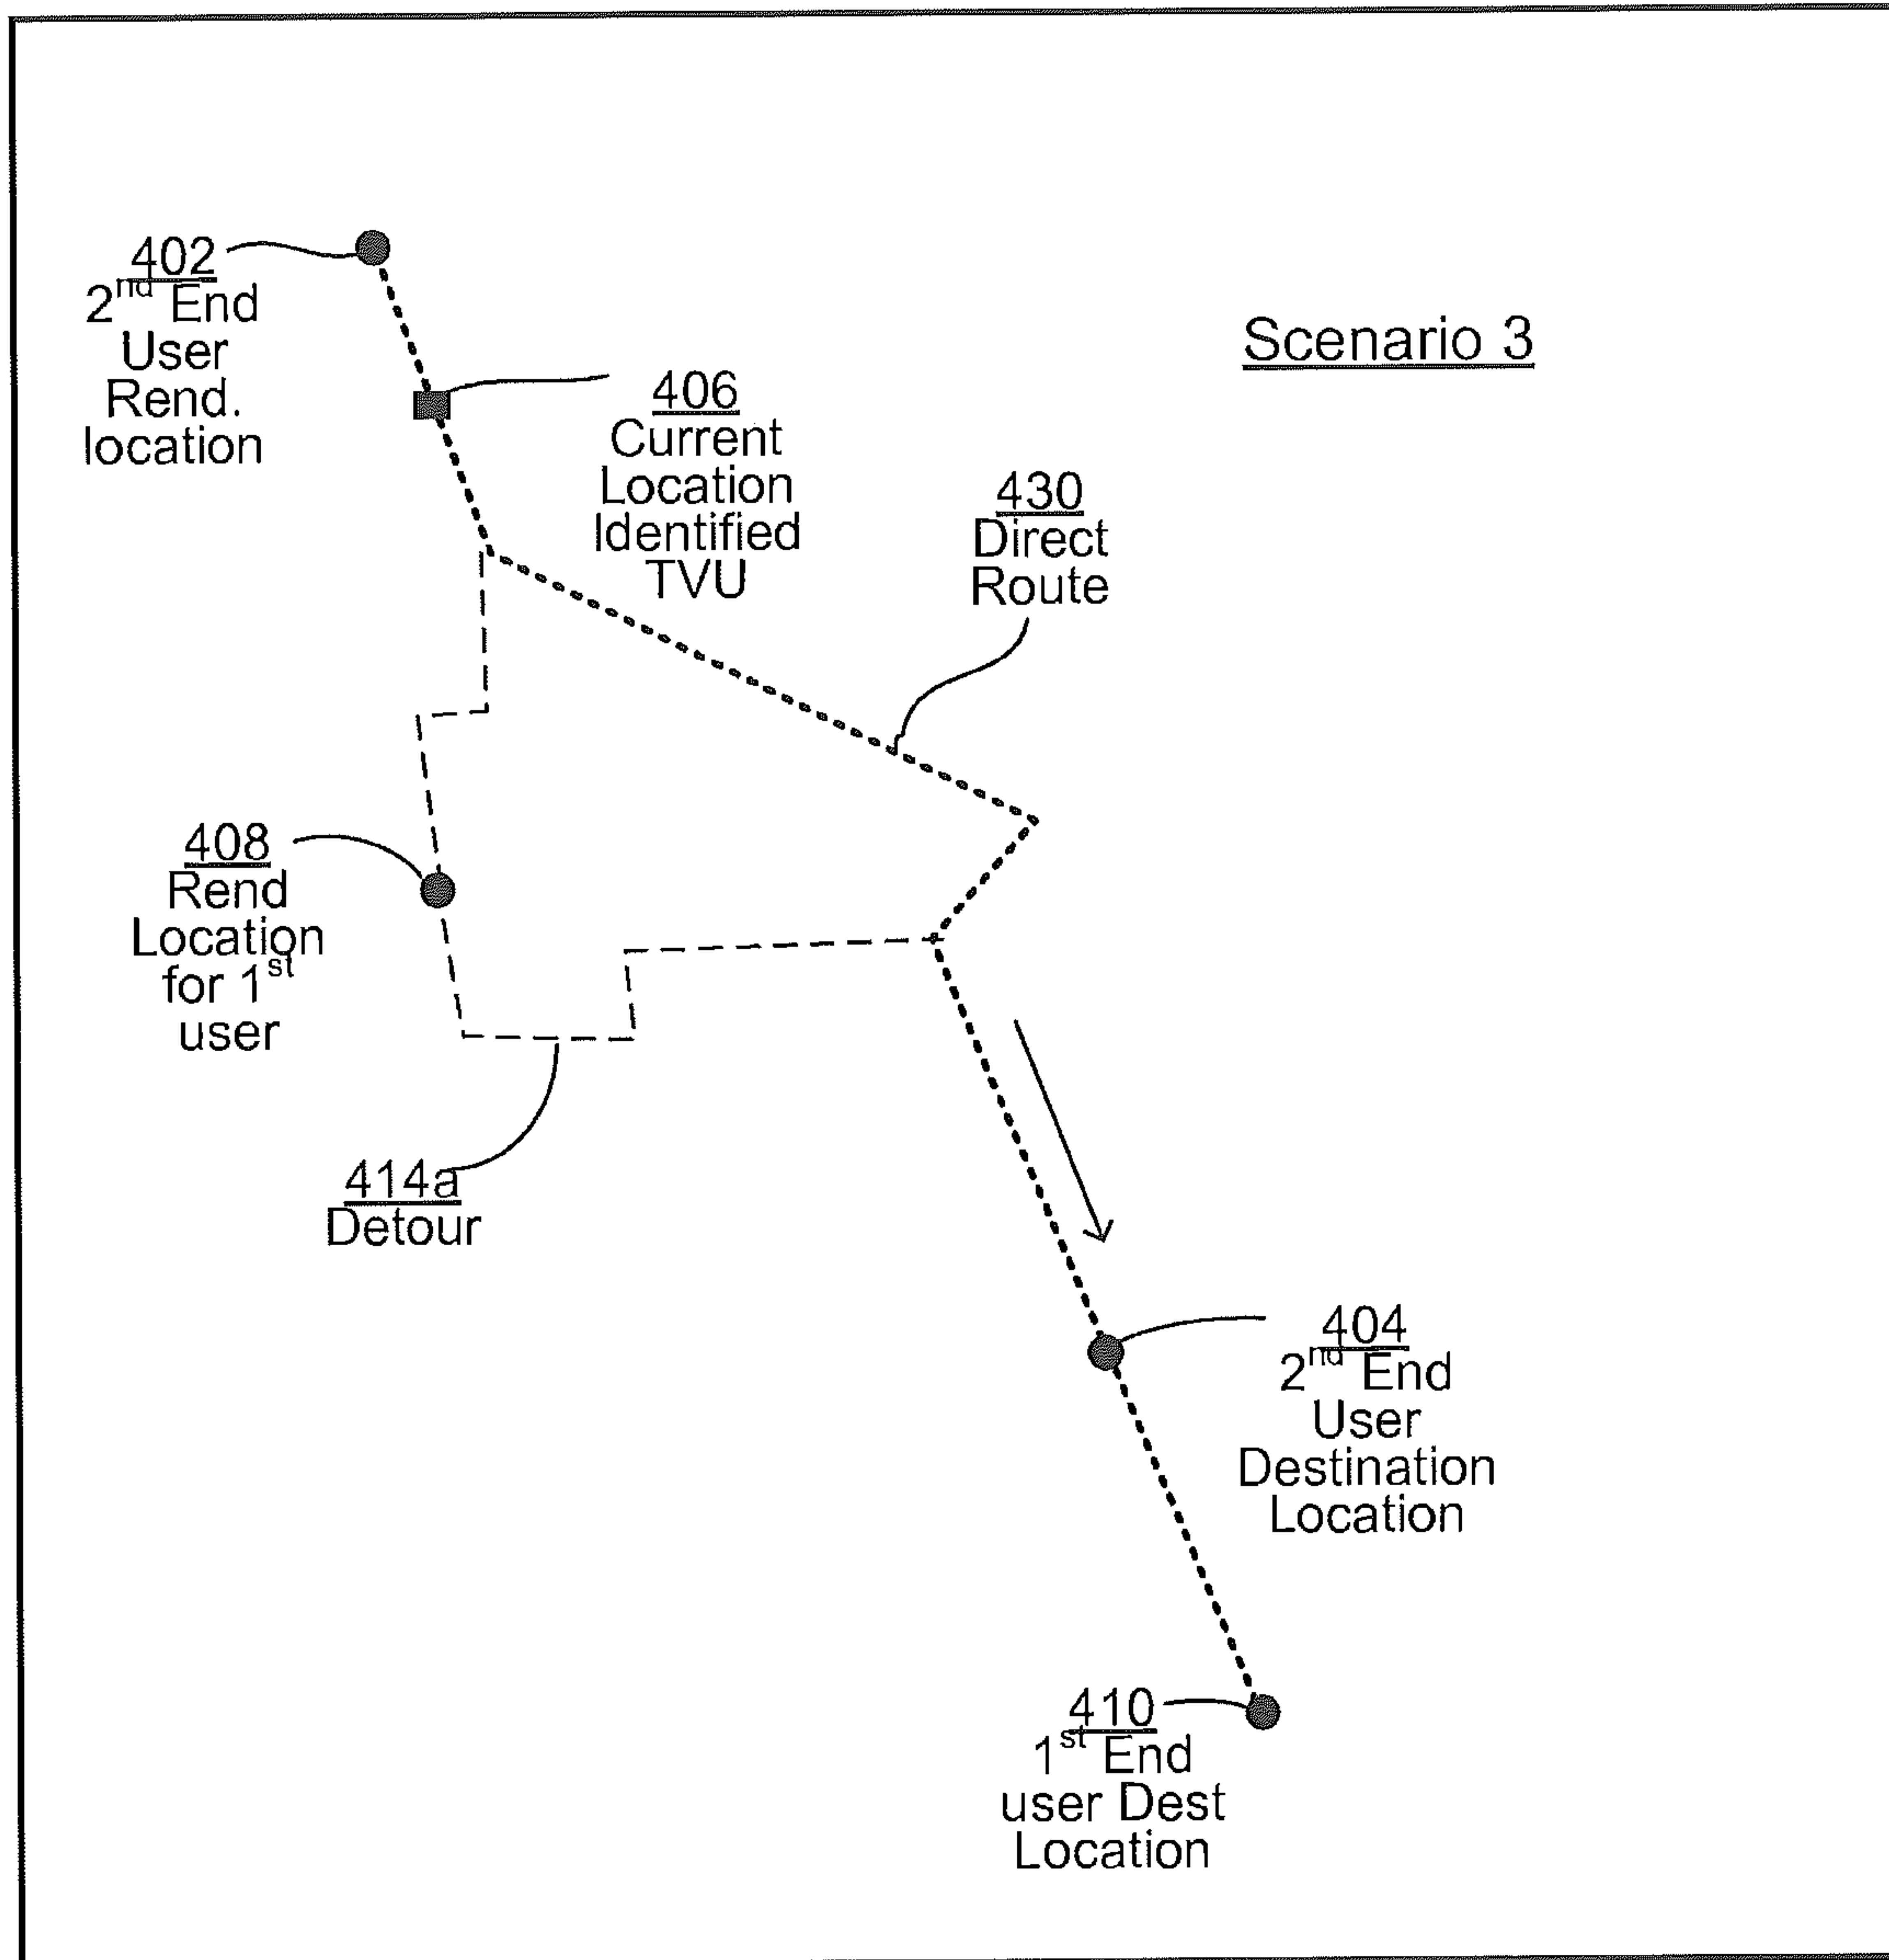 402
2nd End
User
Rend.
location
Scenario 3
406
Current
Location
Identified
TVU
430
Direct
Route
408
Rend
Location
for 1st
user
414a
Detour
404
2nd End
User
Destination
Location
410
1st End
user Dest
Location